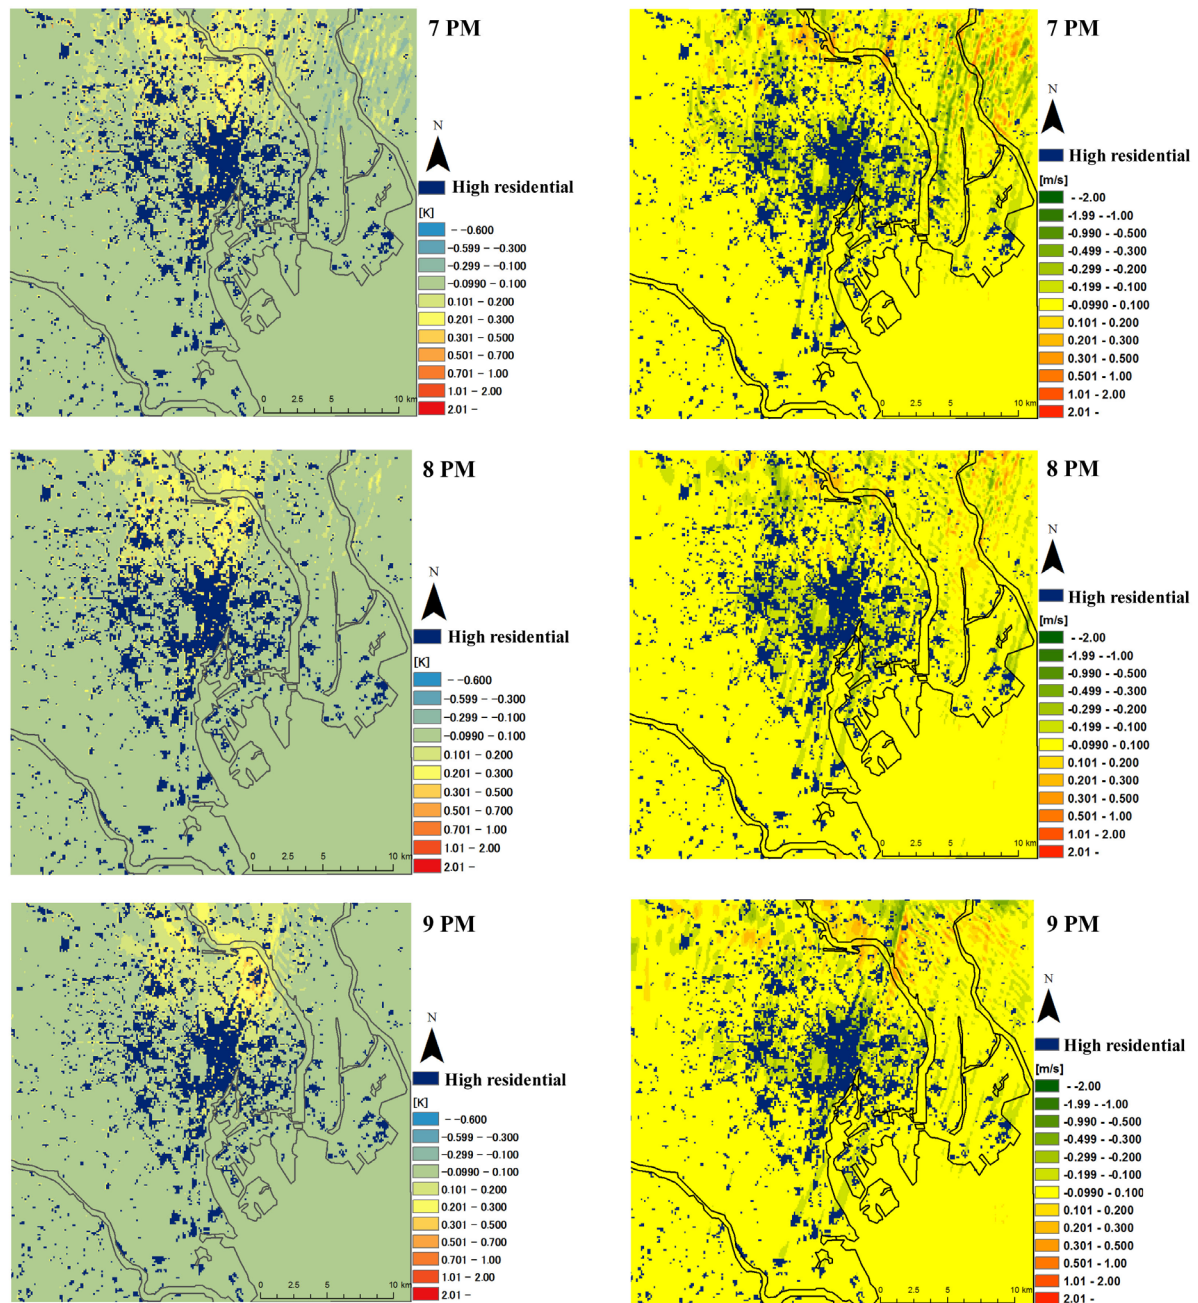 7 PM
N
High residential
[K]
- -0.600
-0.599 - -0.300
-0.299 - -0.100
-0.0990 - 0.100
0.101 - 0.200
0.201 - 0.300
0.301 - 0.500
0.501 - 0.700
0.701 - 1.00
1.01 - 2.00
2.01 -
0 2.5 5 10 km
7 PM
N
High residential
[m/s]
- -2.00
-1.99 - -1.00
-0.990 - -0.500
-0.499 - -0.300
-0.299 - -0.200
-0.199 - -0.100
-0.0990 - 0.100
0.101 - 0.200
0.201 - 0.300
0.301 - 0.500
0.501 - 1.00
1.01 - 2.00
2.01 -
0 2.5 5 10 km
8 PM
N
High residential
[K]
- -0.600
-0.599 - -0.300
-0.299 - -0.100
-0.0990 - 0.100
0.101 - 0.200
0.201 - 0.300
0.301 - 0.500
0.501 - 0.700
0.701 - 1.00
1.01 - 2.00
2.01 -
0 2.5 5 10 km
8 PM
N
High residential
[m/s]
- -2.00
-1.99 - -1.00
-0.990 - -0.500
-0.499 - -0.300
-0.299 - -0.200
-0.199 - -0.100
-0.0990 - 0.100
0.101 - 0.200
0.201 - 0.300
0.301 - 0.500
0.501 - 1.00
1.01 - 2.00
2.01 -
0 2.5 5 10 km
9 PM
N
High residential
[K]
- -0.600
-0.599 - -0.300
-0.299 - -0.100
-0.0990 - 0.100
0.101 - 0.200
0.201 - 0.300
0.301 - 0.500
0.501 - 0.700
0.701 - 1.00
1.01 - 2.00
2.01 -
0 2.5 5 10 km
9 PM
N
High residential
[m/s]
- -2.00
-1.99 - -1.00
-0.990 - -0.500
-0.499 - -0.300
-0.299 - -0.200
-0.199 - -0.100
-0.0990 - 0.100
0.101 - 0.200
0.201 - 0.300
0.301 - 0.500
0.501 - 1.00
1.01 - 2.00
2.01 -
0 2.5 5 10 km